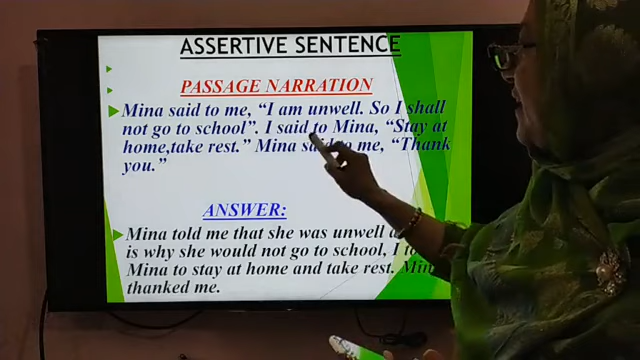 ASSERTIVE SENTENCE
PASSAGE NARRATION
Mina said to me, “I am unwell. So I shall
not go to school”. I said to Mina, “Stay at
home,take rest.” Mina said to me, “Thank
you.”
ANSWER:
Mina told me that she was unwell
is why she would not go to school, I
Mina to stay at home and take rest.
thanked me.